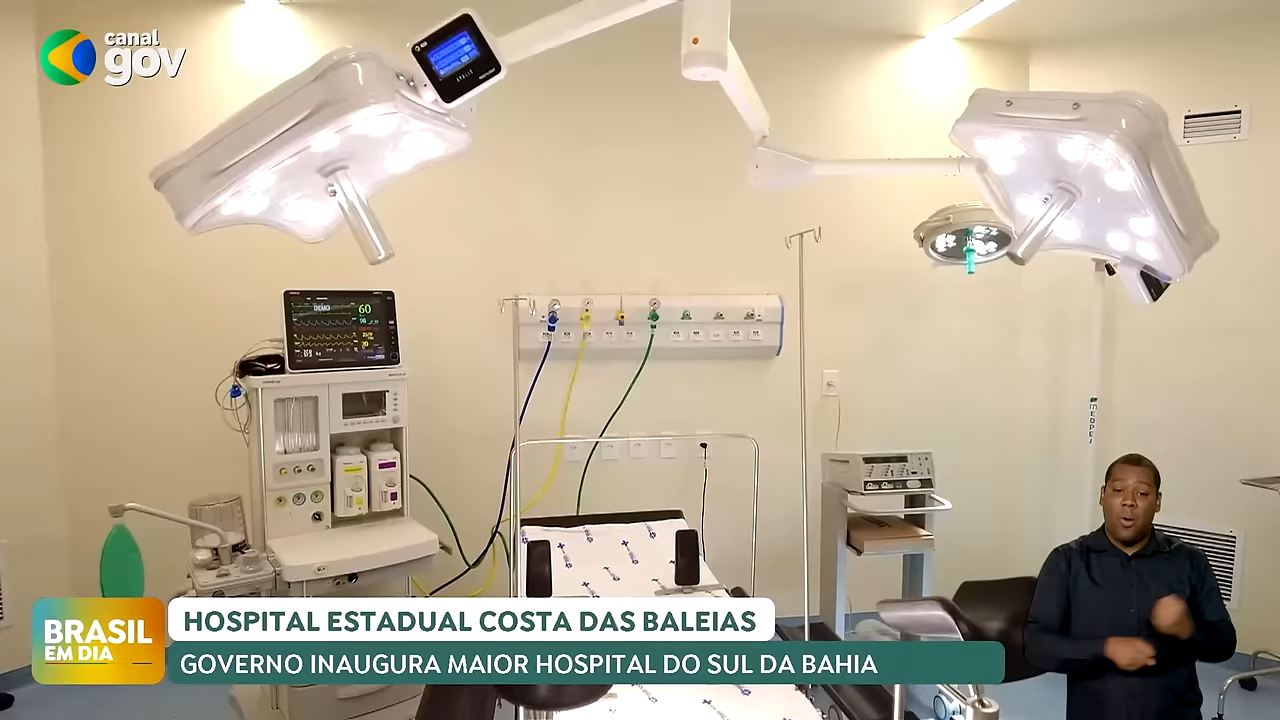 canal
gov
DEMO
60
MEDPEJ
HOSPITAL ESTADUAL COSTA DAS BALEIAS
BRASIL
EM DIA
GOVERNO INAUGURA MAIOR HOSPITAL DO SUL DA BAHIA